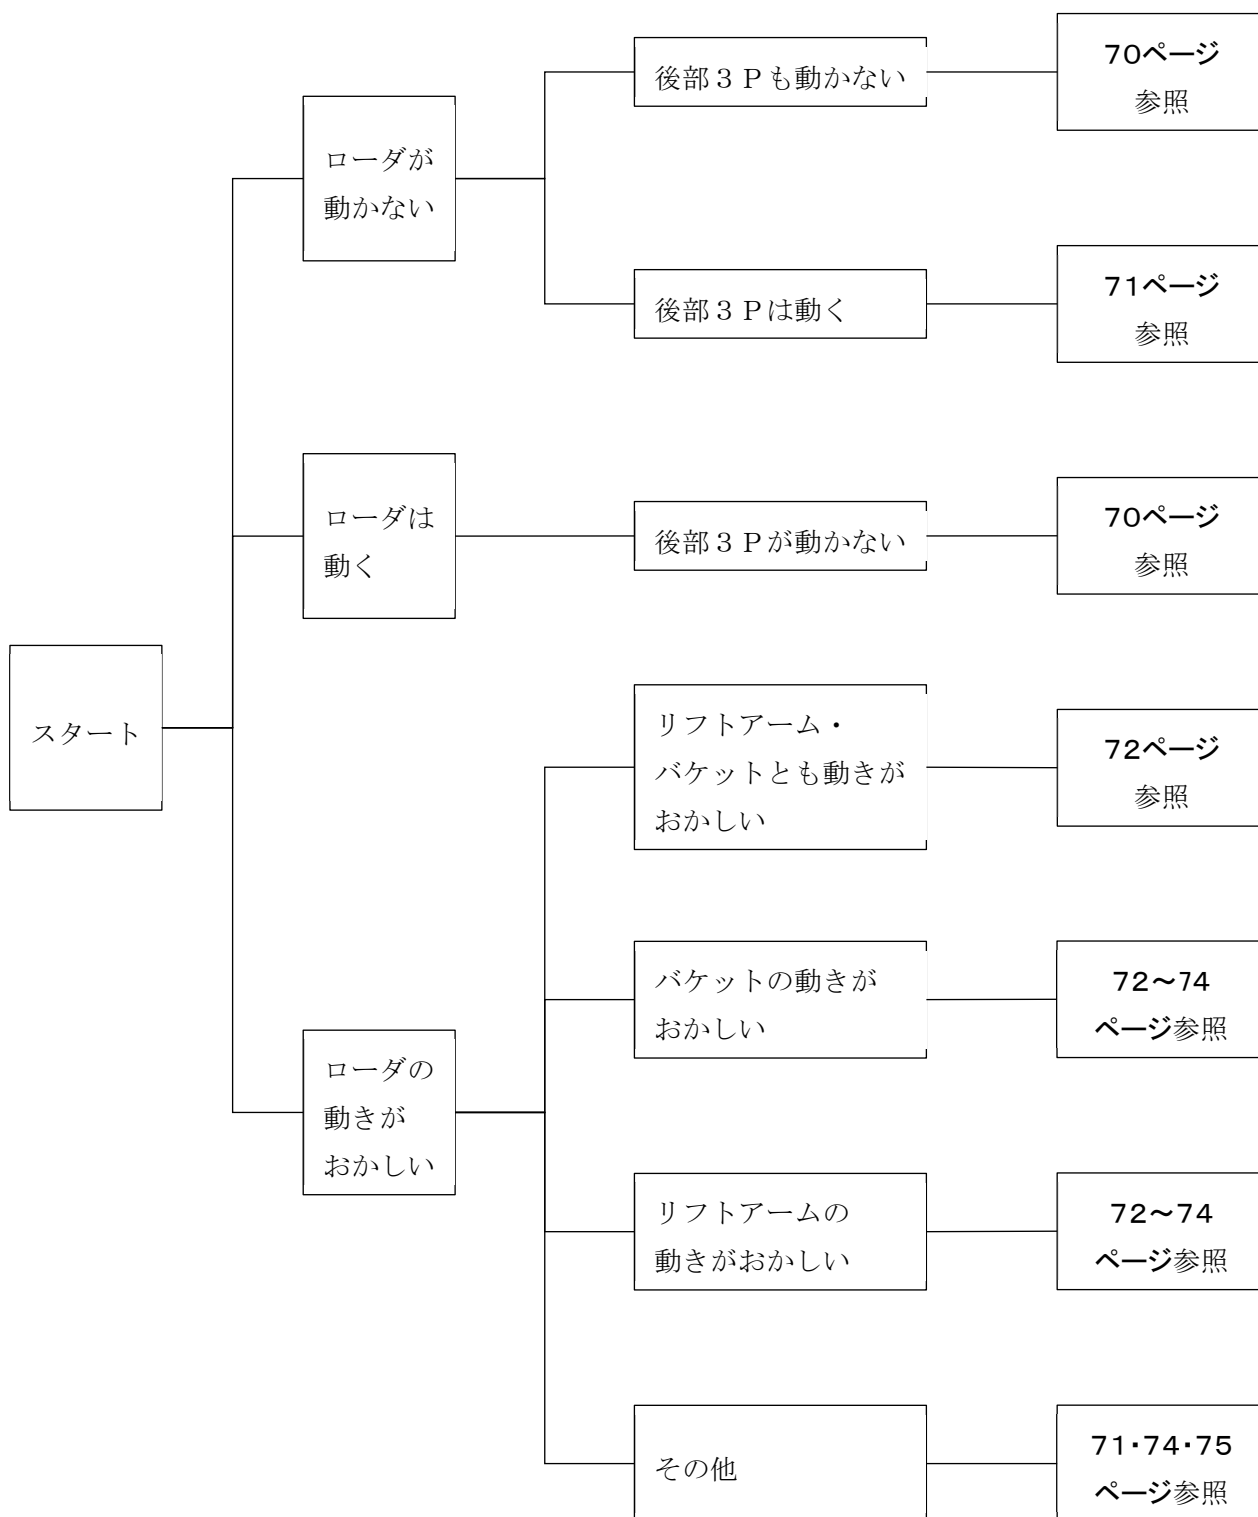 スタート
ローダが
動かない
後部３Ｐも動かない
70ページ
参照
後部３Ｐは動く
71ページ
参照
ローダは
動く
後部３Ｐが動かない
70ページ
参照
ローダの
動きが
おかしい
リフトアーム・
バケットとも動きが
おかしい
72ページ
参照
バケットの動きが
おかしい
72～74
ページ参照
リフトアームの
動きがおかしい
72～74
ページ参照
その他
71・74・75
ページ参照